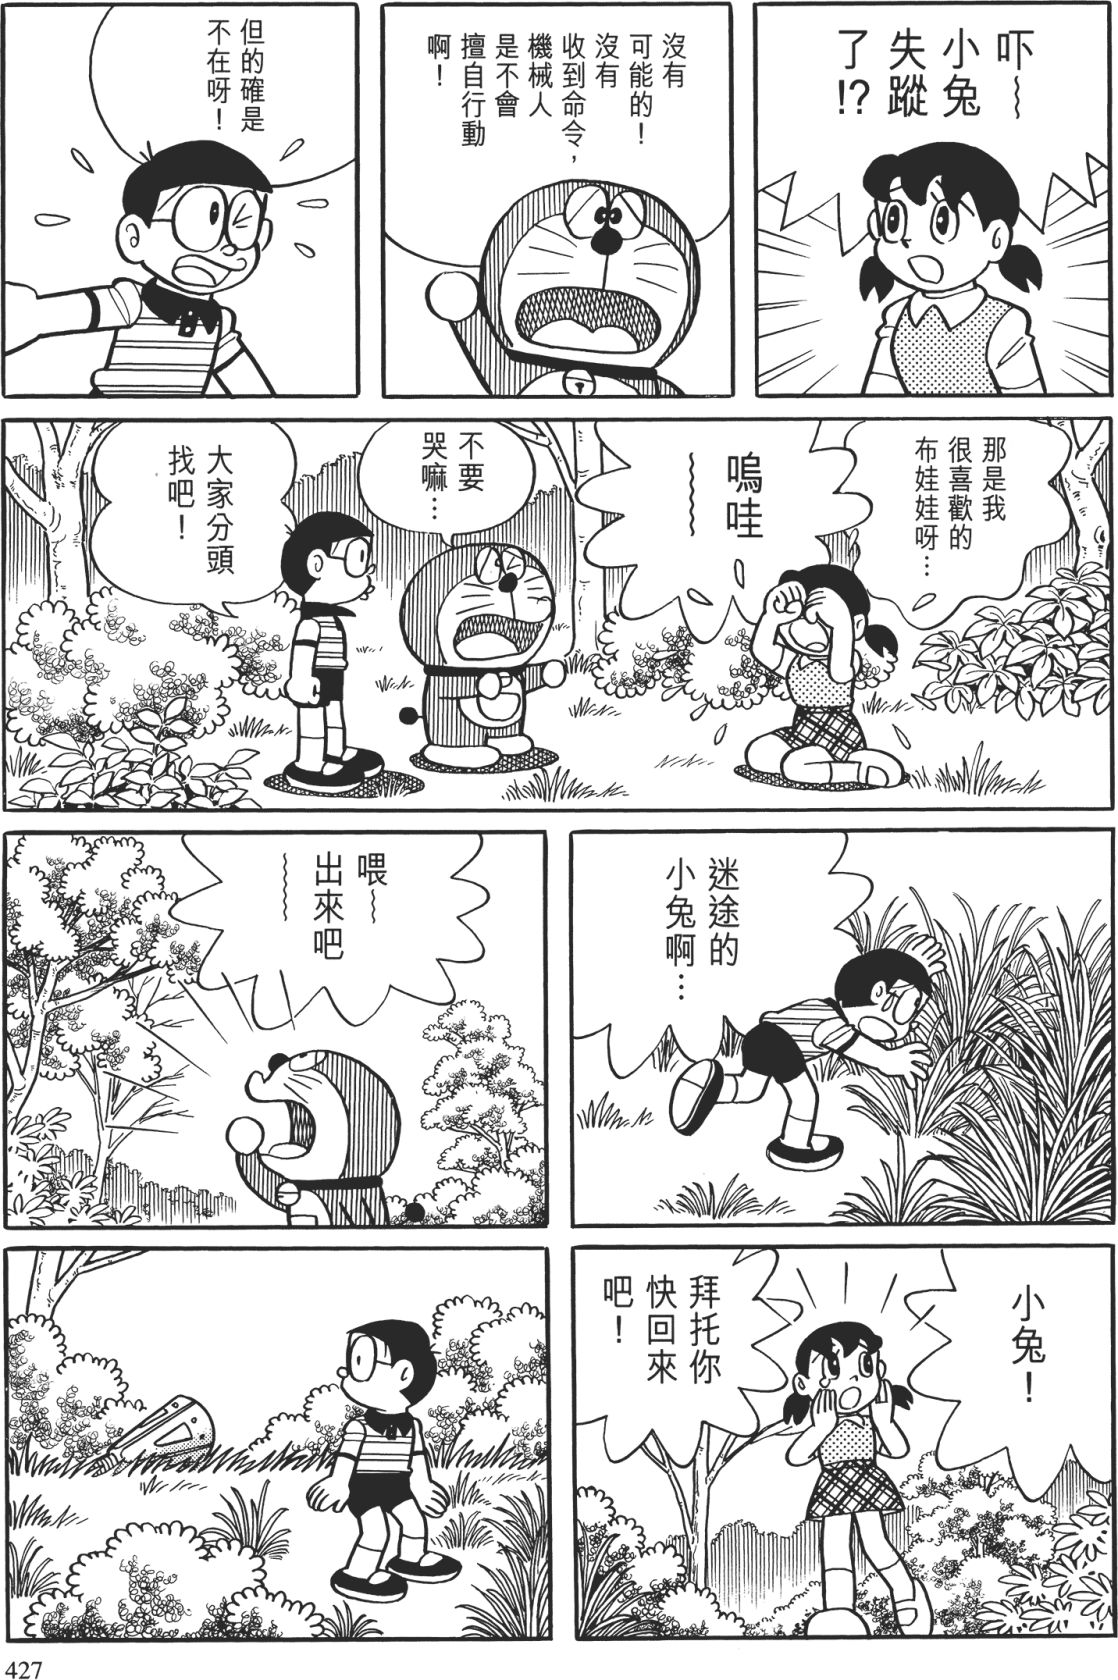 吓～
小兔
失蹤
了!?
沒有
可能的！
沒有
收到命令，
機械人
是不會
擅自行動
啊！
但的確是
不在呀！
那是我
很喜歡的
布娃娃呀…
嗚哇
～
不要
哭嘛…
大家分頭
找吧！
迷途的
小兔啊…
喂～
出來吧
～
小兔！
拜托你
快回來
吧！
427